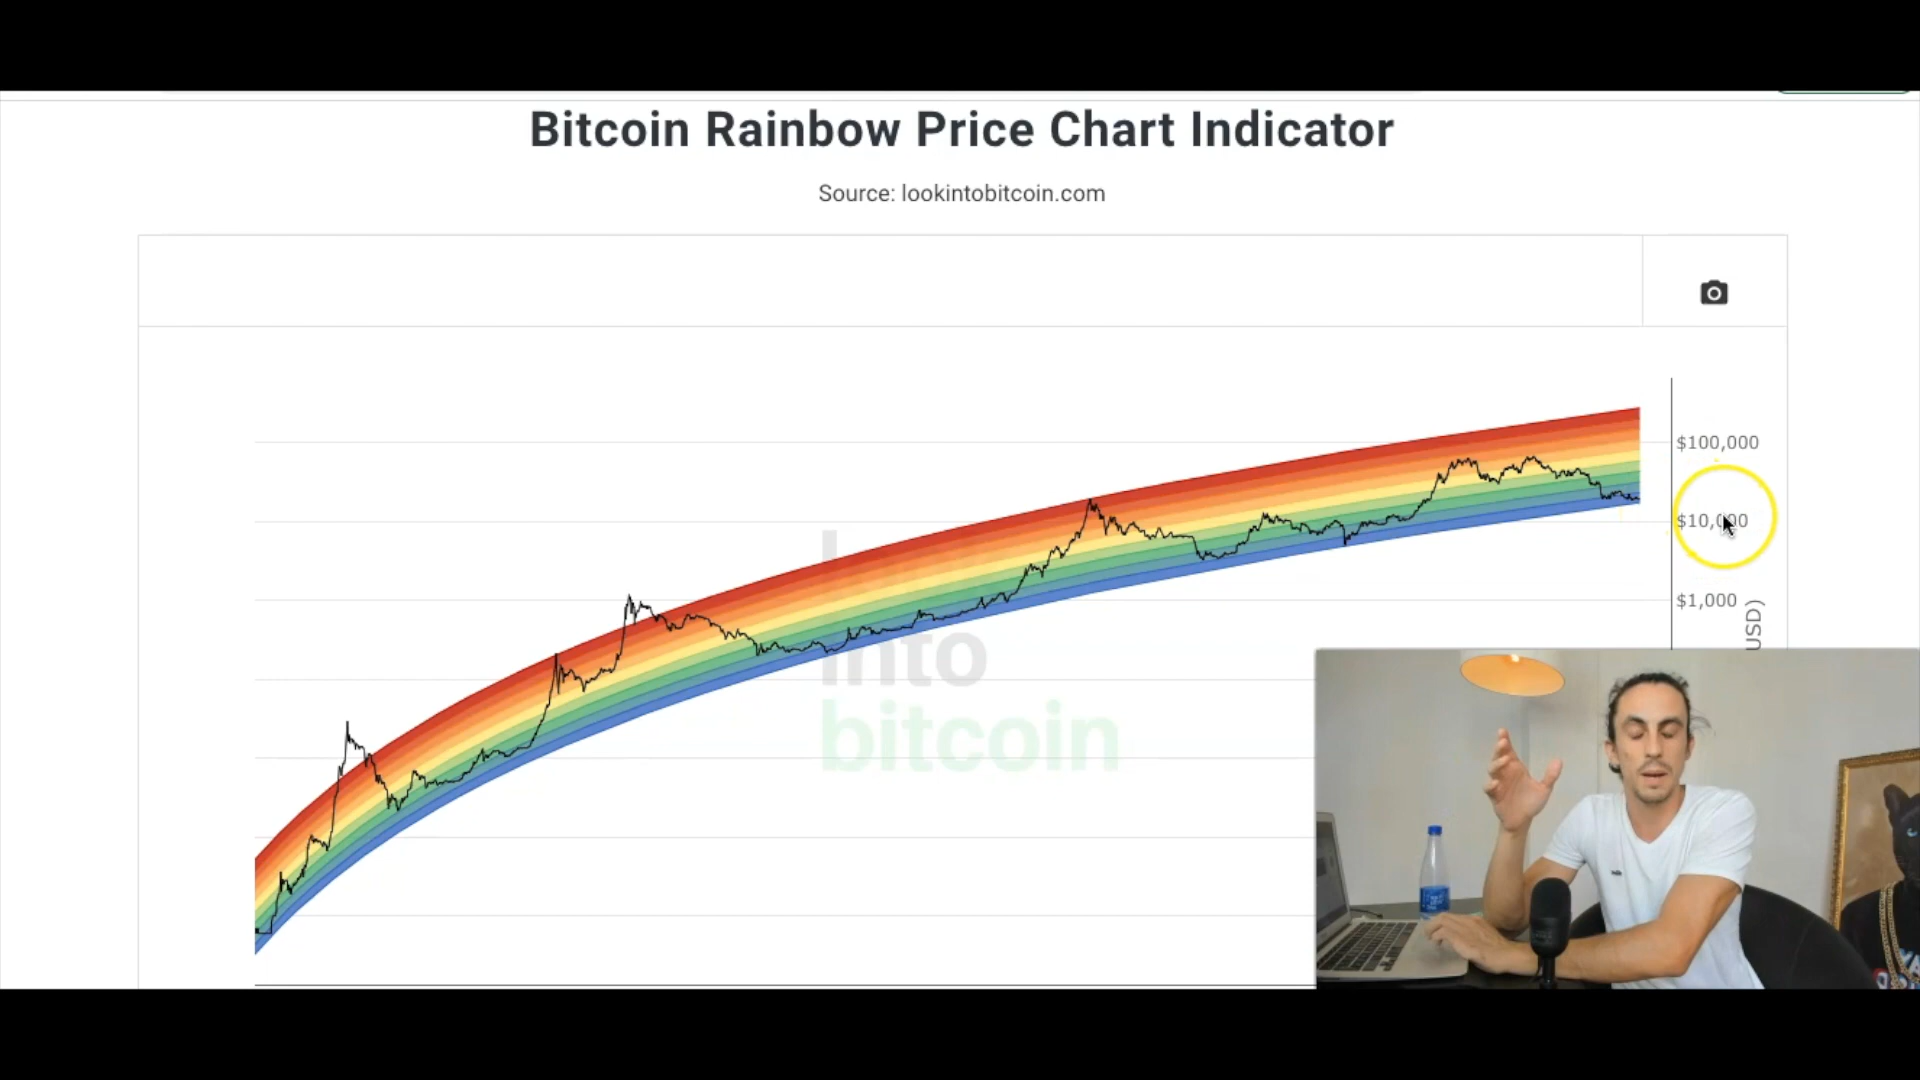 Bitcoin Rainbow Price Chart Indicator
Source: lookintobitcoin.com
$100,000
$10,000
$1,000
USD)
into
bitcoin